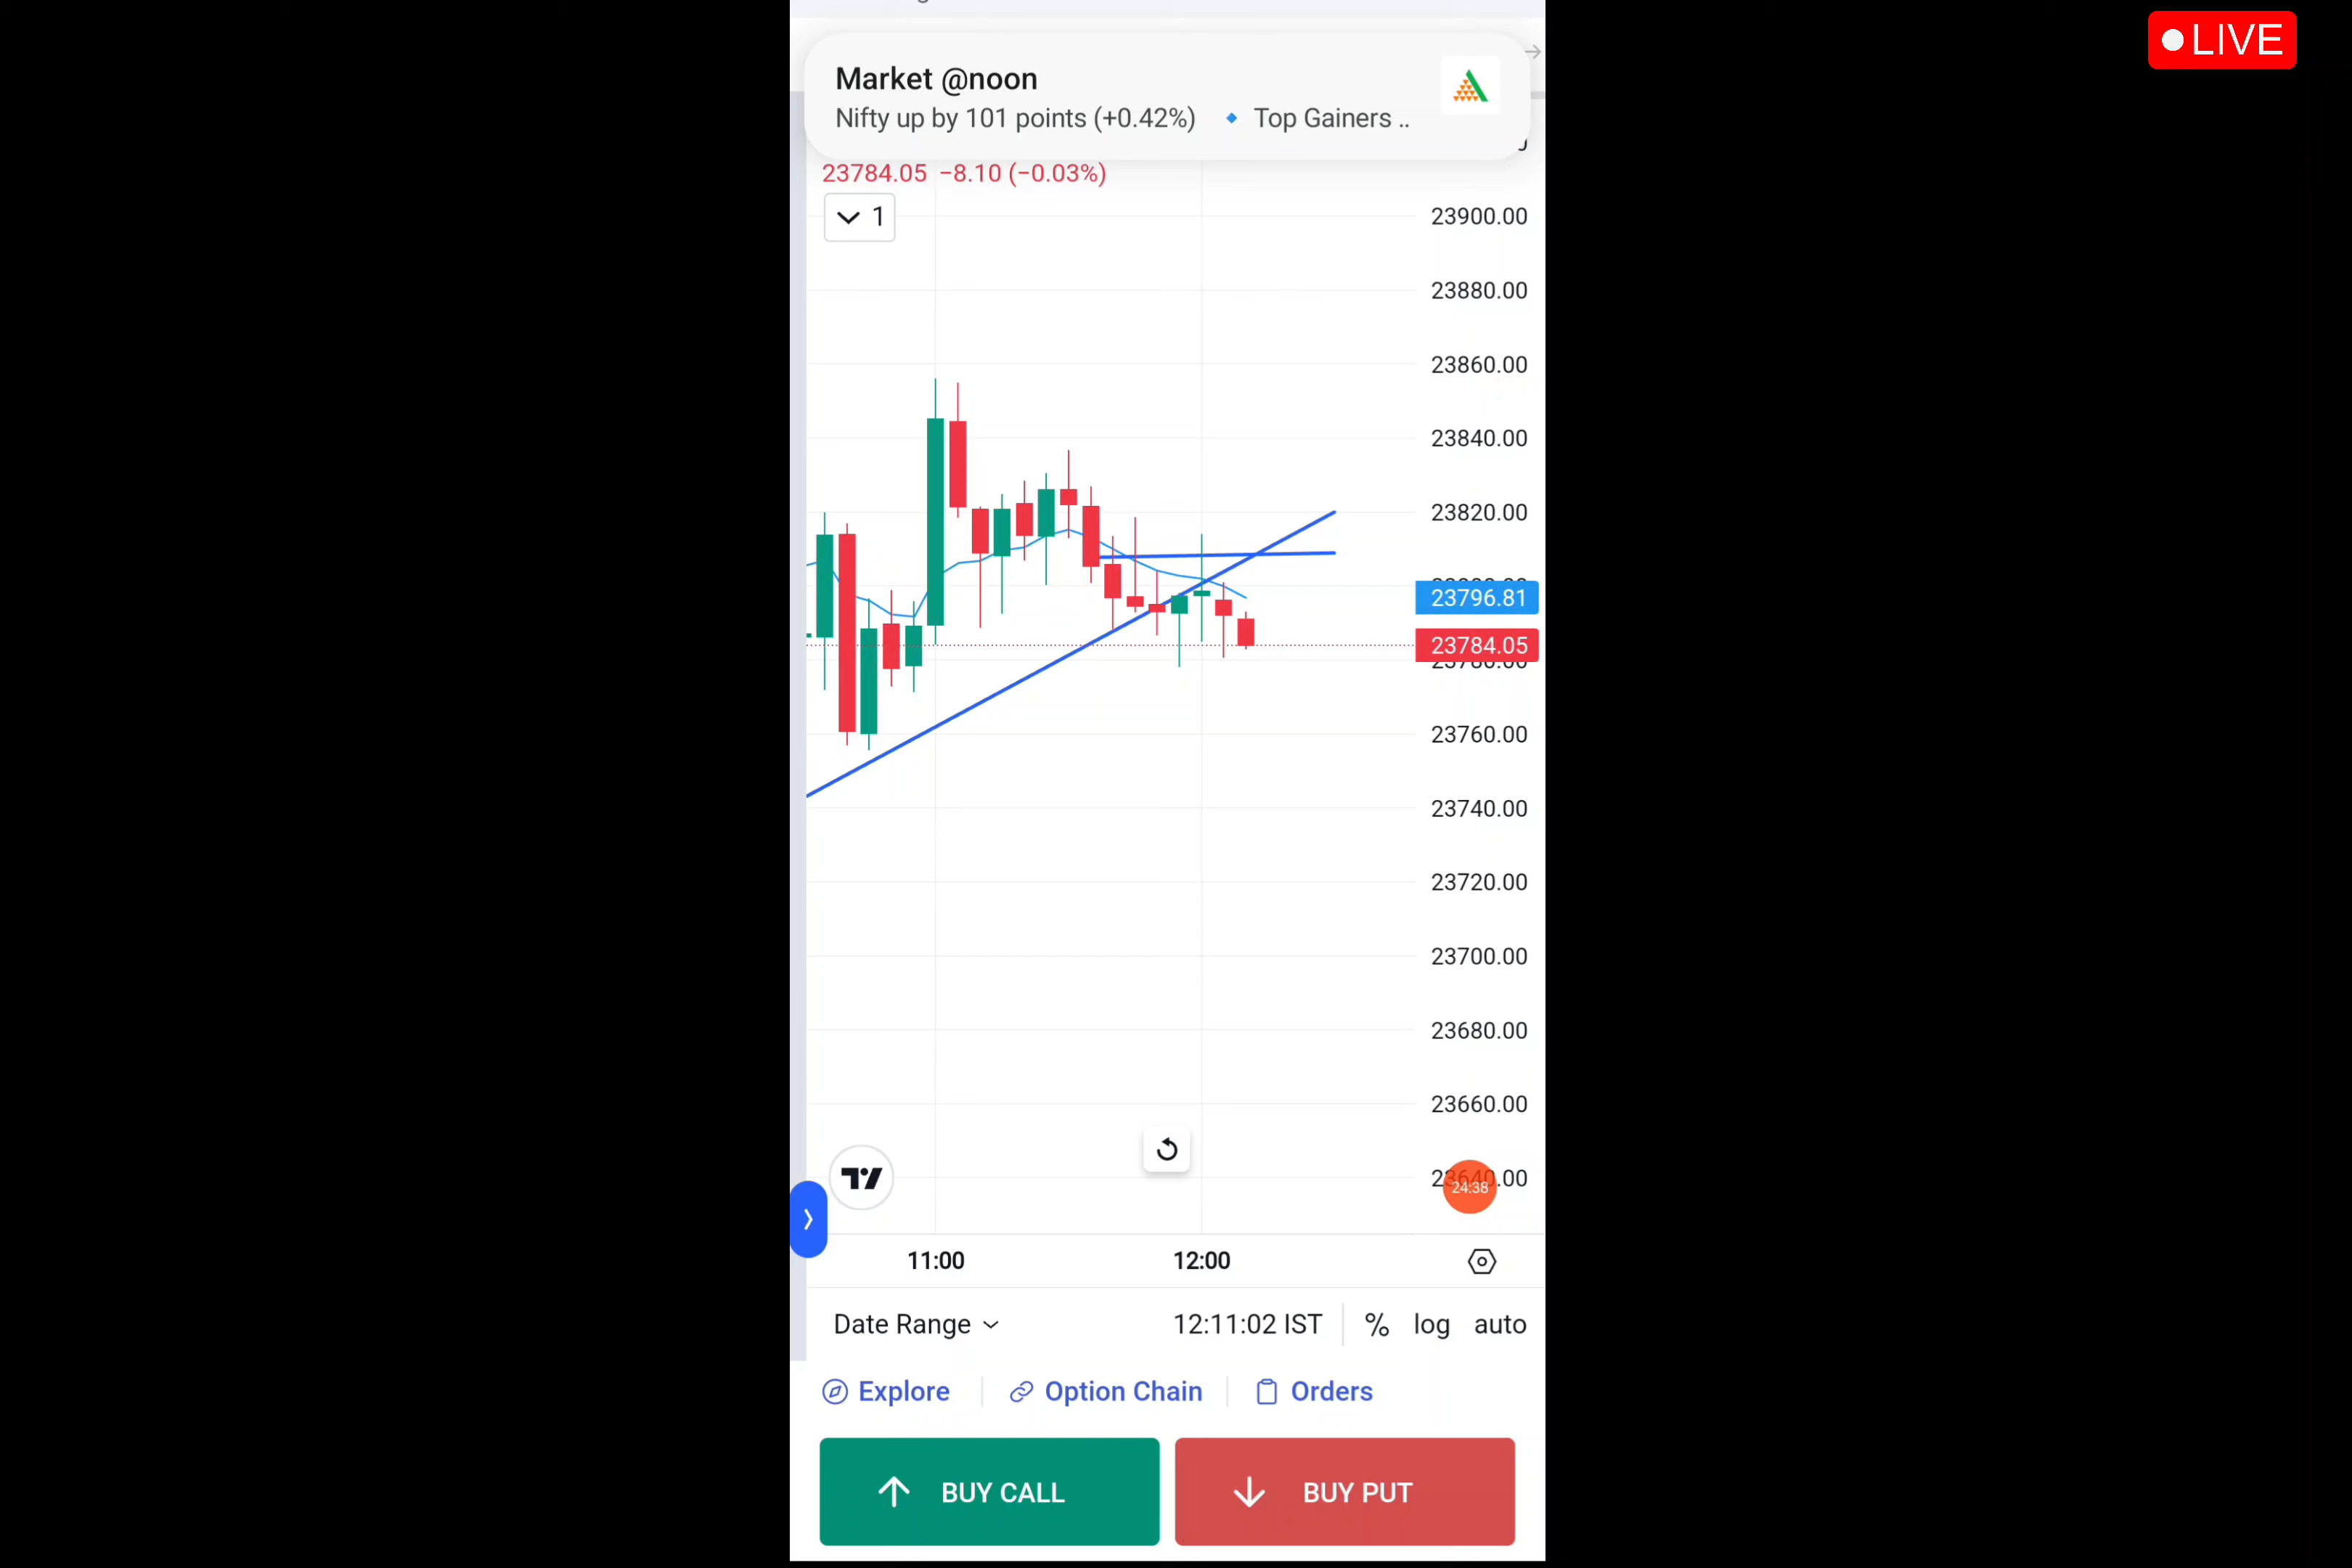 LIVE
Market @noon
Nifty up by 101 points (+0.42%) 🔹 Top Gainers ..
23784.05 −8.10 (−0.03%)
1
23900.00
23880.00
23860.00
23840.00
23820.00
23796.81
23784.05
23760.00
23740.00
23720.00
23700.00
23680.00
23660.00
23640.00
24:38
11:00
12:00
Date Range
12:11:02 IST
% log auto
Explore
Option Chain
Orders
BUY CALL
BUY PUT